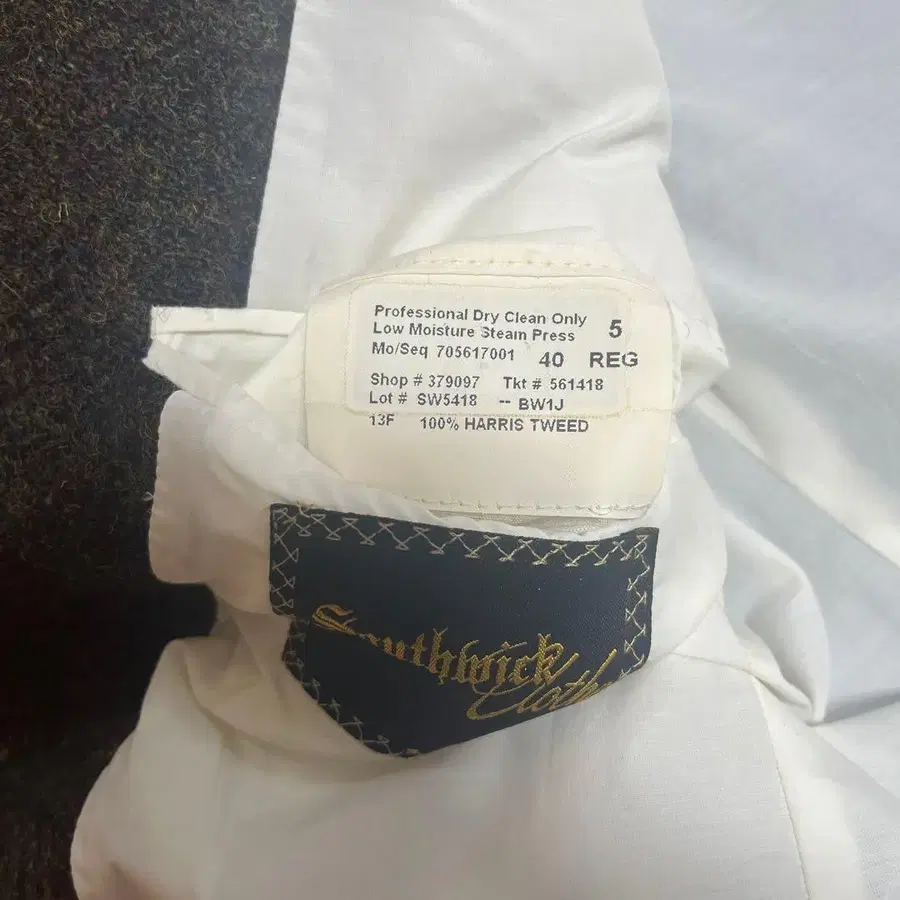 Professional Dry Clean Only
Low Moisture Steam Press 5
Mo/Seq 705617001 40 REG
Shop # 379097 Tkt # 561418
Lot # SW5418 -- BW1J
13F 100% HARRIS TWEED
Southwick